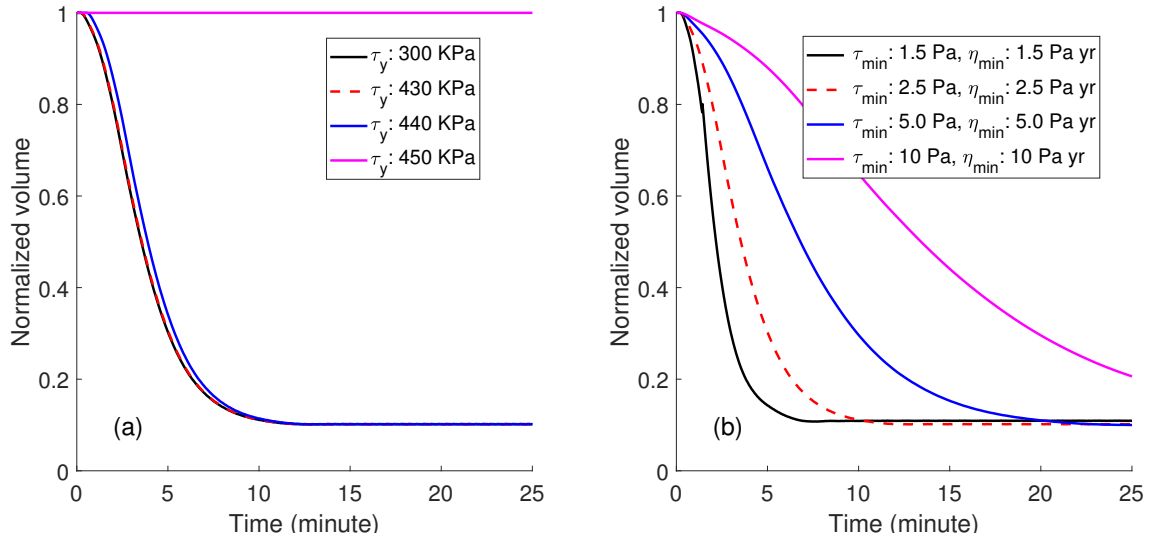 1
0.8
0.6
0.4
0.2
0
Normalized volume
τy: 300 KPa
τy: 430 KPa
τy: 440 KPa
τy: 450 KPa
(a)
0 5 10 15 20 25
Time (minute)
1
0.8
0.6
0.4
0.2
0
Normalized volume
τmin: 1.5 Pa, ηmin: 1.5 Pa yr
τmin: 2.5 Pa, ηmin: 2.5 Pa yr
τmin: 5.0 Pa, ηmin: 5.0 Pa yr
τmin: 10 Pa, ηmin: 10 Pa yr
(b)
0 5 10 15 20 25
Time (minute)